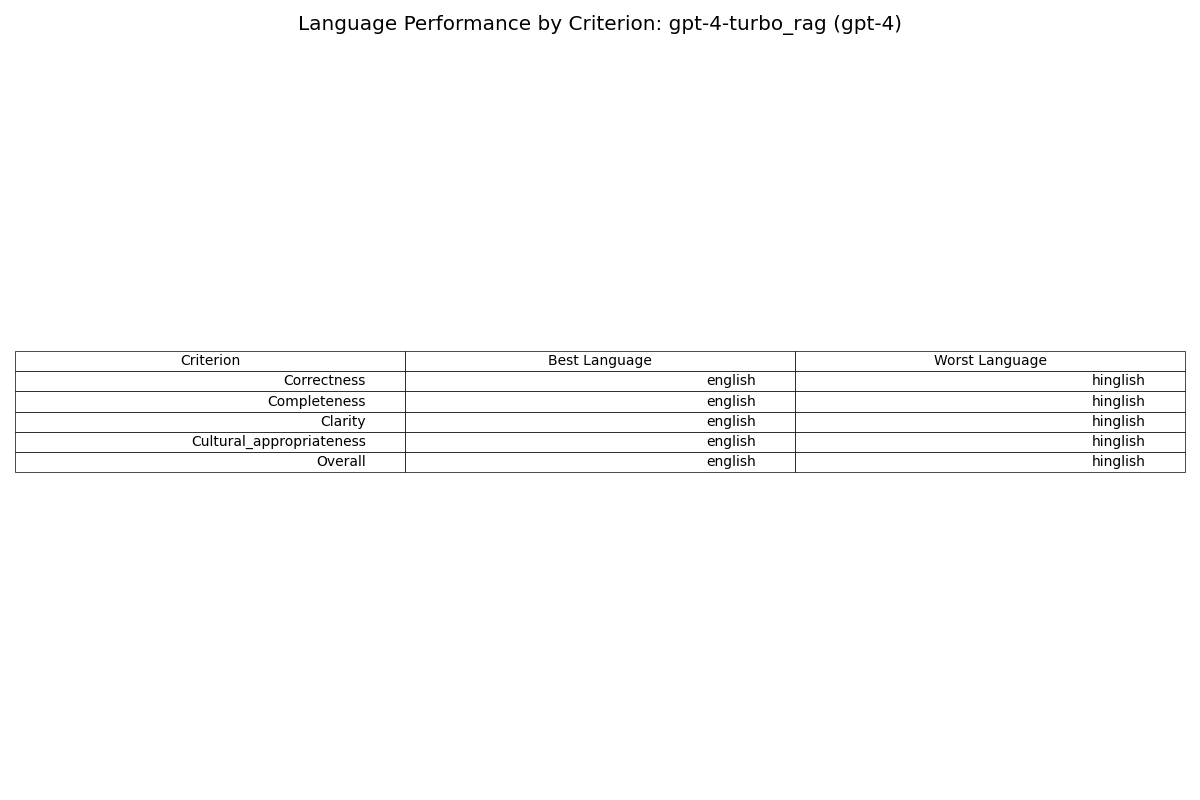 Language Performance by Criterion: gpt-4-turbo_rag (gpt-4)
Criterion Best Language Worst Language
Correctness english hinglish
Completeness english hinglish
Clarity english hinglish
Cultural_appropriateness english hinglish
Overall english hinglish